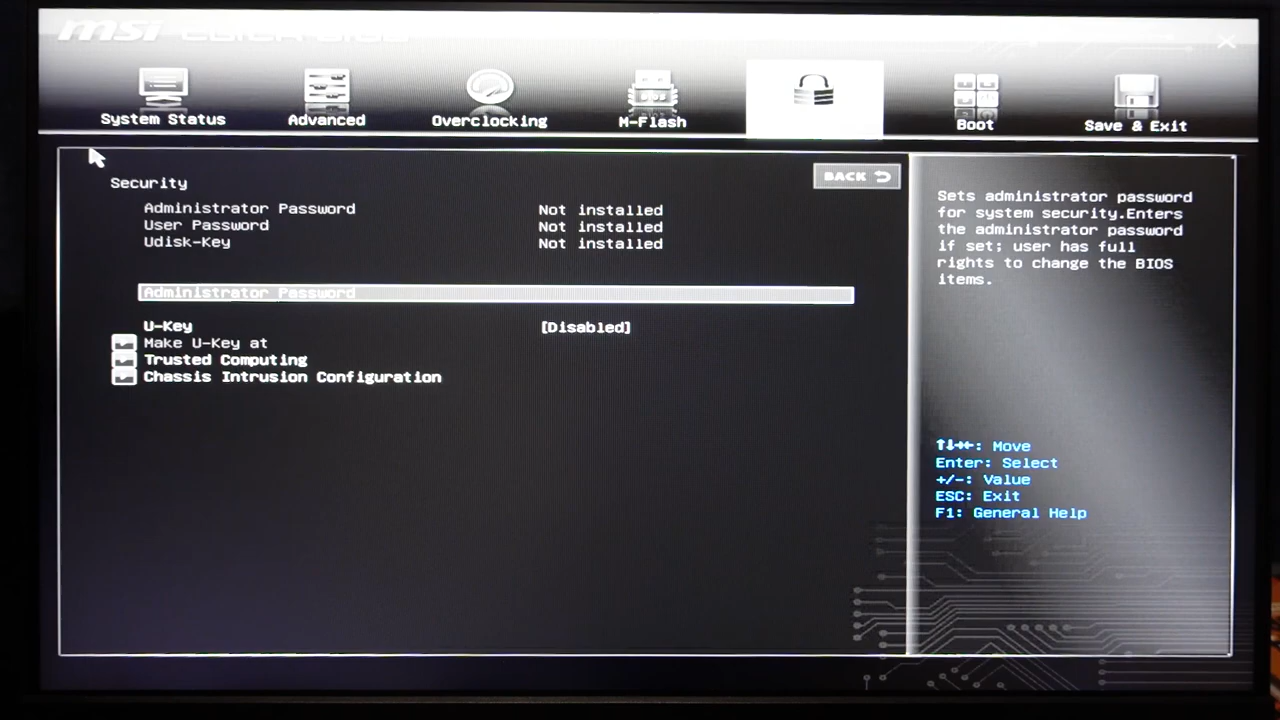 msi
System Status
Advanced
Overclocking
M-Flash
BIOS
Boot
Save & Exit
BACK
Security
Administrator Password Not installed
User Password Not installed
Udisk-Key Not installed
Administrator Password
U-Key [Disabled]
Make U-Key at
Trusted Computing
Chassis Intrusion Configuration
Sets administrator password
for system security.Enters
the administrator password
if set; user has full
rights to change the BIOS
items.
↑↓→←: Move
Enter: Select
+/-: Value
ESC: Exit
F1: General Help